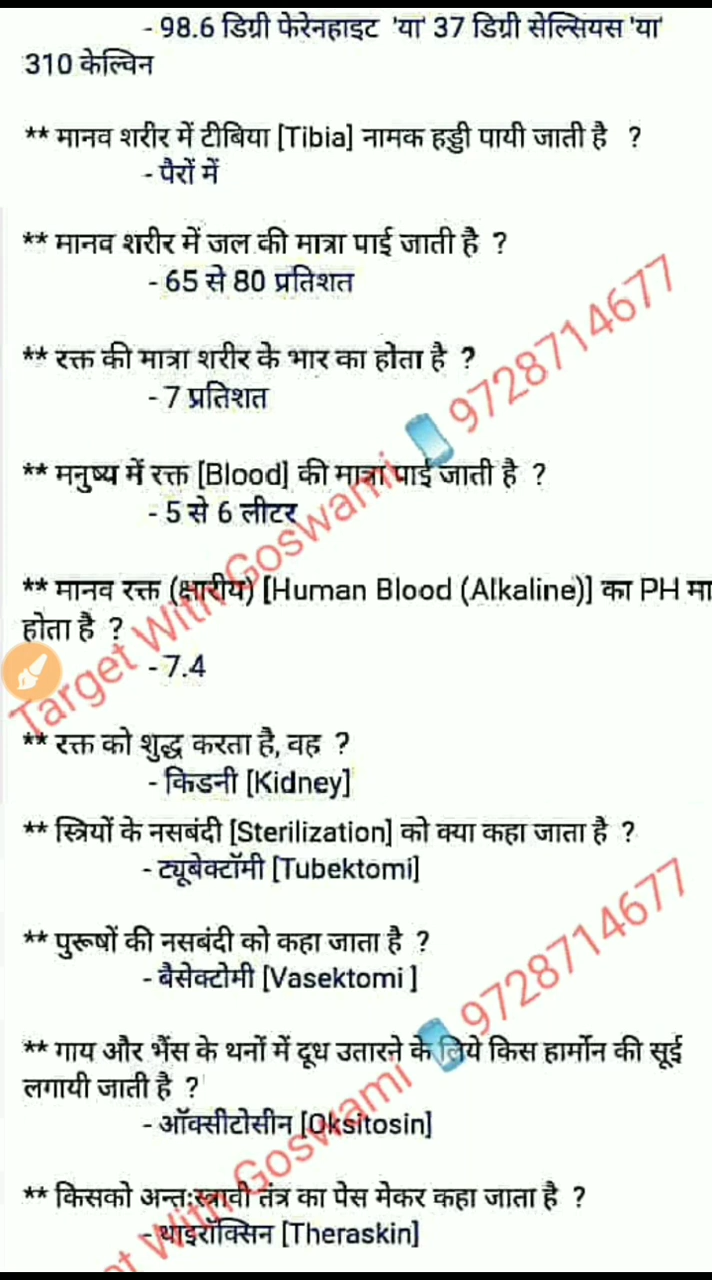 - 98.6 डिग्री फेरेनहाइट 'या' 37 डिग्री सेल्सियस 'या'
310 केल्विन
** मानव शरीर में टीबिया [Tibia] नामक हड्डी पायी जाती है ?
- पैरों में
** मानव शरीर में जल की मात्रा पाई जाती है ?
- 65 से 80 प्रतिशत
** रक्त की मात्रा शरीर के भार का होता है ?
- 7 प्रतिशत
** मनुष्य में रक्त [Blood] की मात्रा पाई जाती है ?
- 5 से 6 लीटर
** मानव रक्त (क्षारीय) [Human Blood (Alkaline)] का PH मा
होता है ?
- 7.4
** रक्त को शुद्ध करता है, वह ?
- किडनी [Kidney]
** स्त्रियों के नसबंदी [Sterilization] को क्या कहा जाता है ?
- ट्यूबेक्टॉमी [Tubektomi]
** पुरूषों की नसबंदी को कहा जाता है ?
- बैसेक्टोमी [Vasektomi ]
** गाय और भैंस के थनों में दूध उतारने के लिये किस हार्मोन की सूई
लगायी जाती है ?
- ऑक्सीटोसीन [Oksitosin]
** किसको अन्तःस्त्रावी तंत्र का पेस मेकर कहा जाता है ?
- थाइरॉक्सिन [Theraskin]
Target With Goswami 9728714677
With Goswami 9728714677